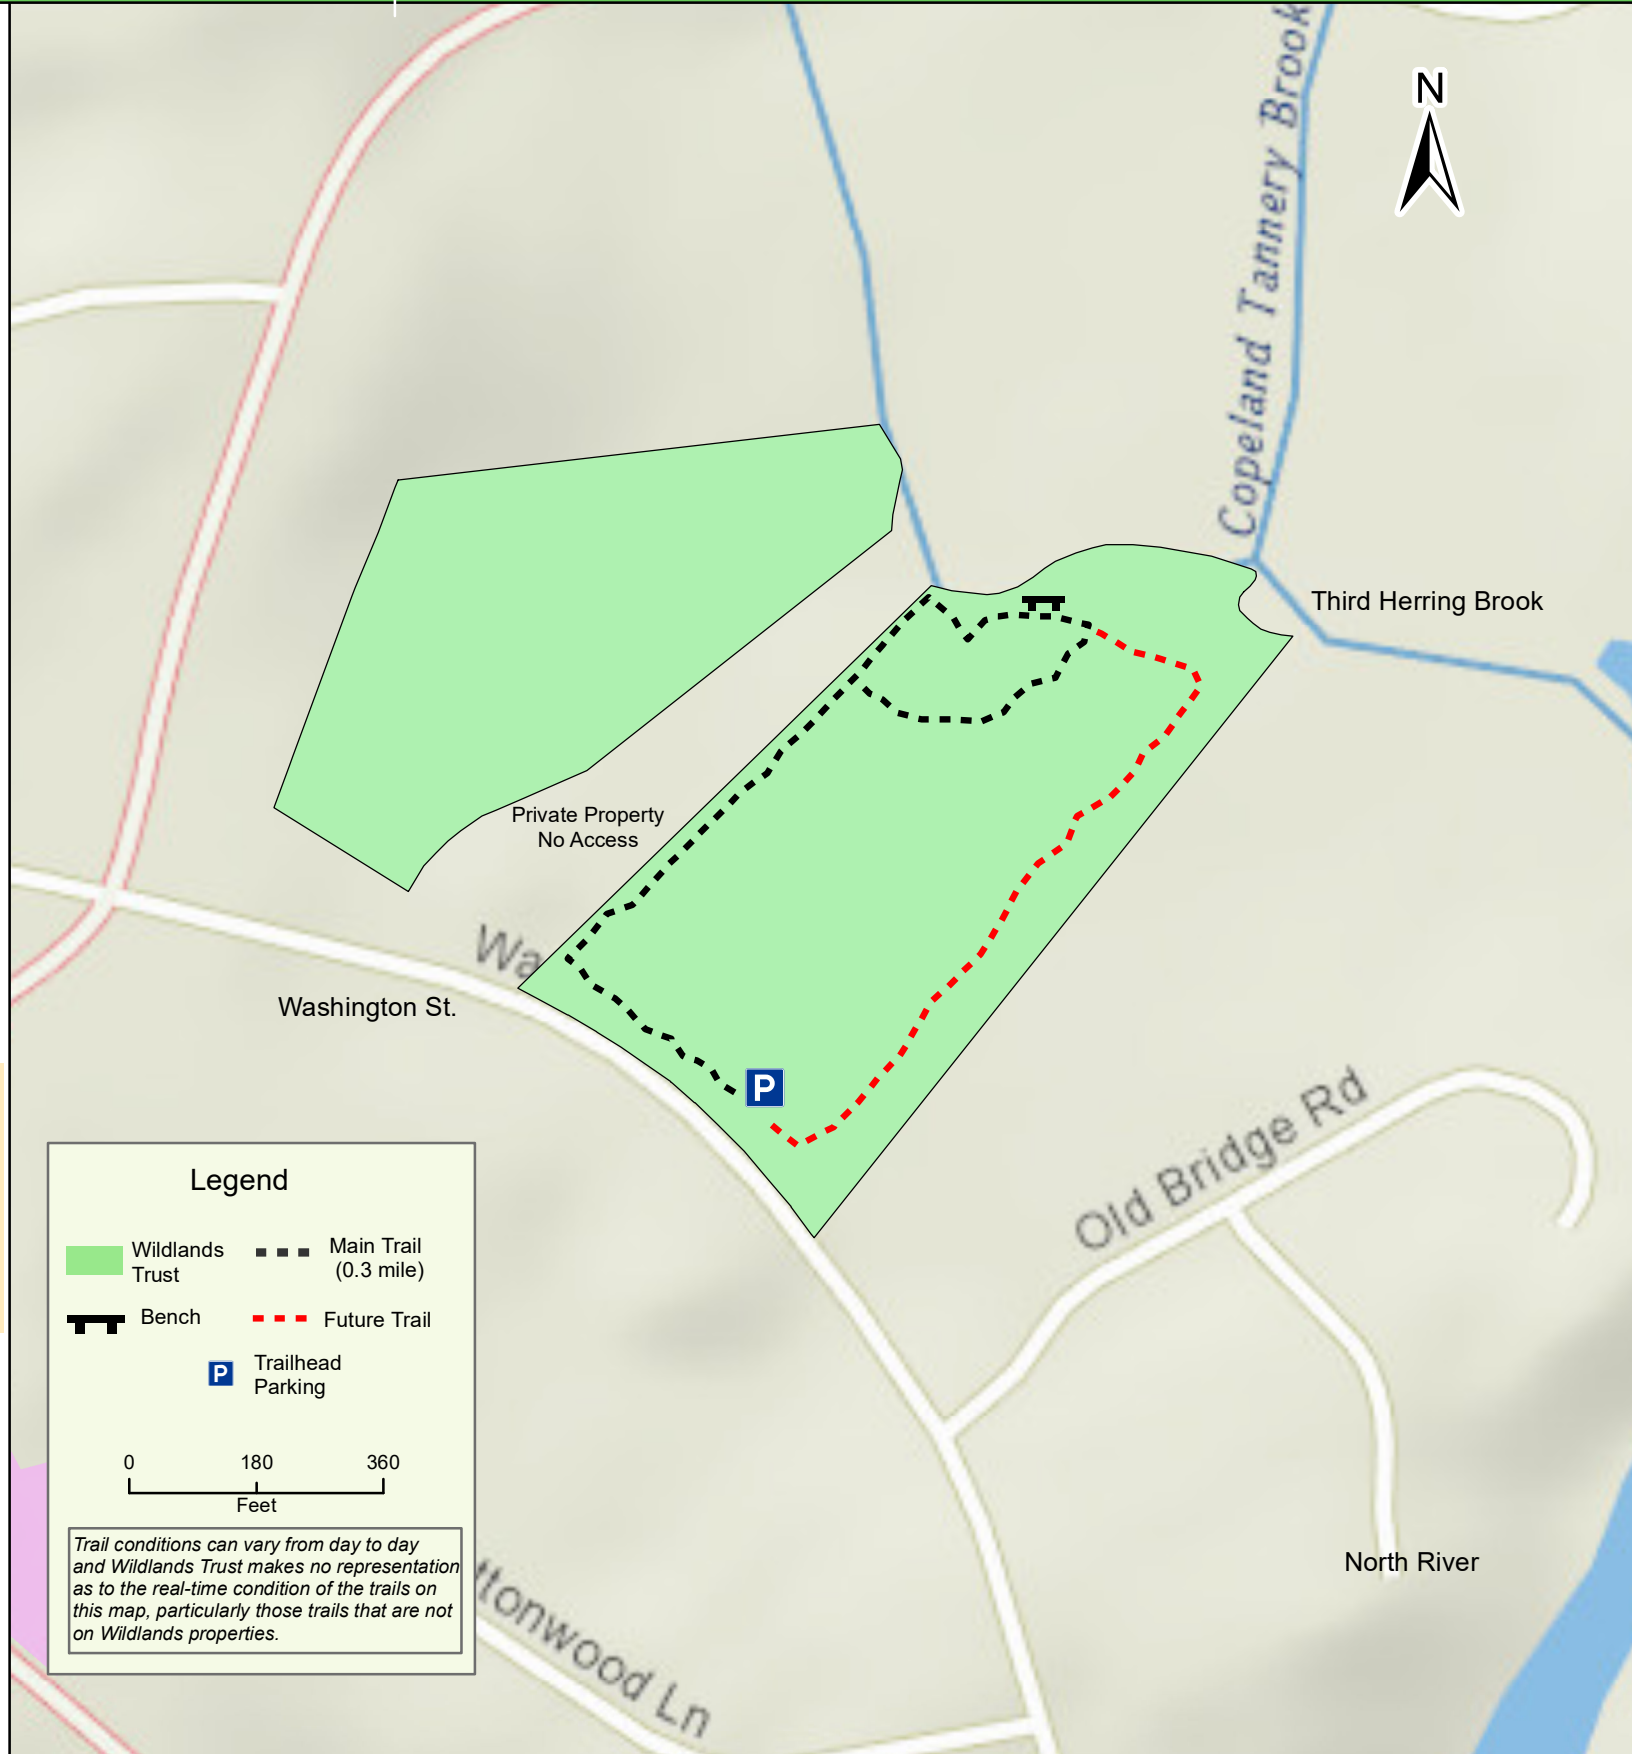 N
Copeland Tannery Brook
Third Herring Brook
Private Property
No Access
Wa
Washington St.
Old Bridge Rd
P
Legend
Wildlands
Trust
Main Trail
(0.3 mile)
Bench
Future Trail
P
Trailhead
Parking
0 180 360
Feet
Trail conditions can vary from day to day
and Wildlands Trust makes no representation
as to the real-time condition of the trails on
this map, particularly those trails that are not
on Wildlands properties.
North River
ttonwood Ln